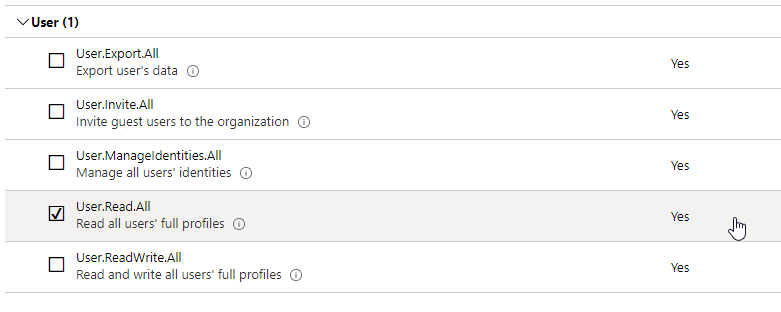 User (1)
User.Export.All
Export user's data
Yes
User.Invite.All
Invite guest users to the organization
Yes
User.ManageIdentities.All
Manage all users' identities
Yes
User.Read.All
Read all users' full profiles
Yes
User.ReadWrite.All
Read and write all users' full profiles
Yes